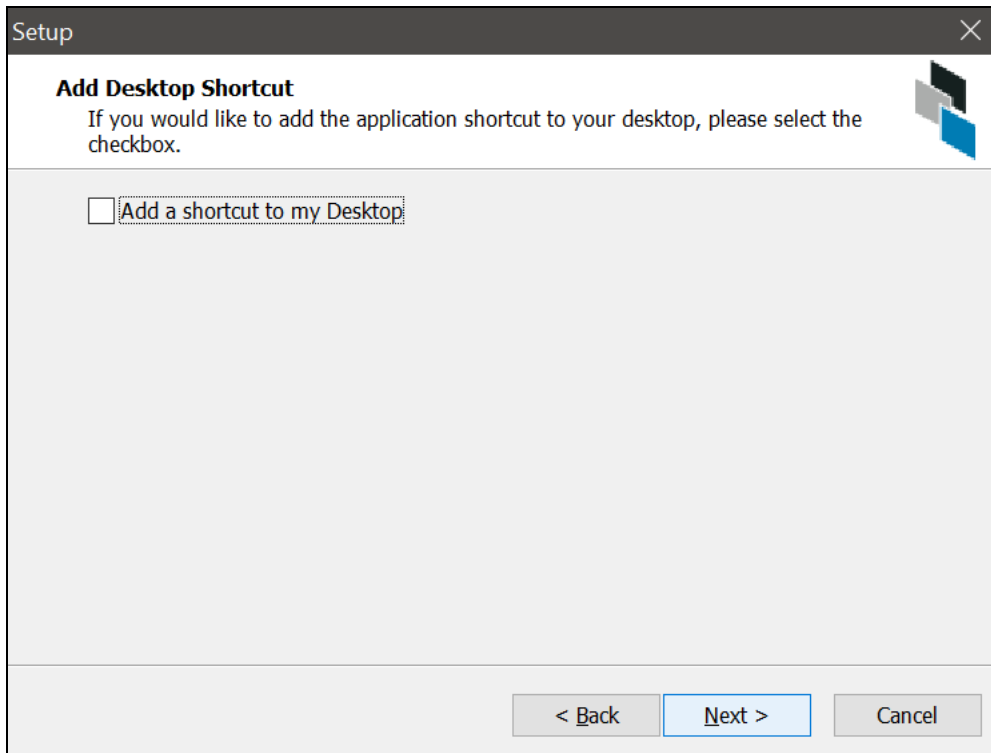 Setup
Add Desktop Shortcut
If you would like to add the application shortcut to your desktop, please select the
checkbox.
Add a shortcut to my Desktop
< Back
Next >
Cancel